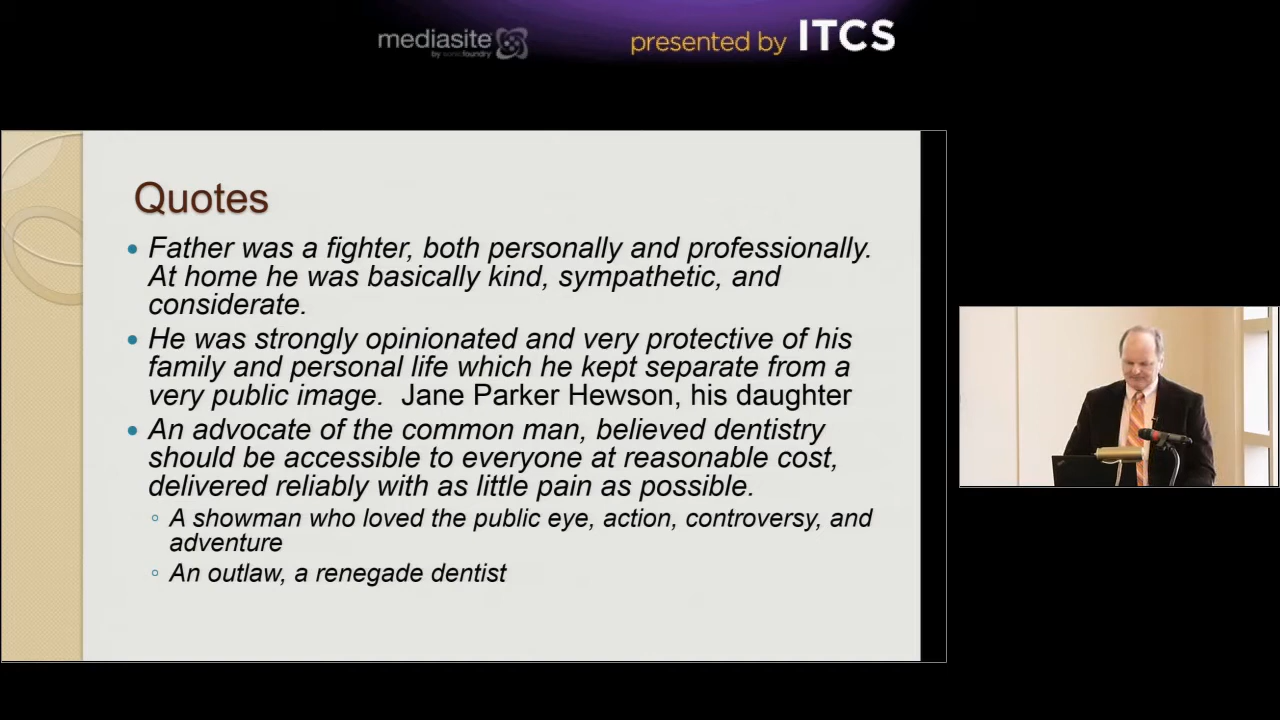 mediasite
by sonicfoundry
presented by ITCS
Quotes
• Father was a fighter, both personally and professionally.
At home he was basically kind, sympathetic, and
considerate.
• He was strongly opinionated and very protective of his
family and personal life which he kept separate from a
very public image. Jane Parker Hewson, his daughter
• An advocate of the common man, believed dentistry
should be accessible to everyone at reasonable cost,
delivered reliably with as little pain as possible.
◦ A showman who loved the public eye, action, controversy, and
adventure
◦ An outlaw, a renegade dentist